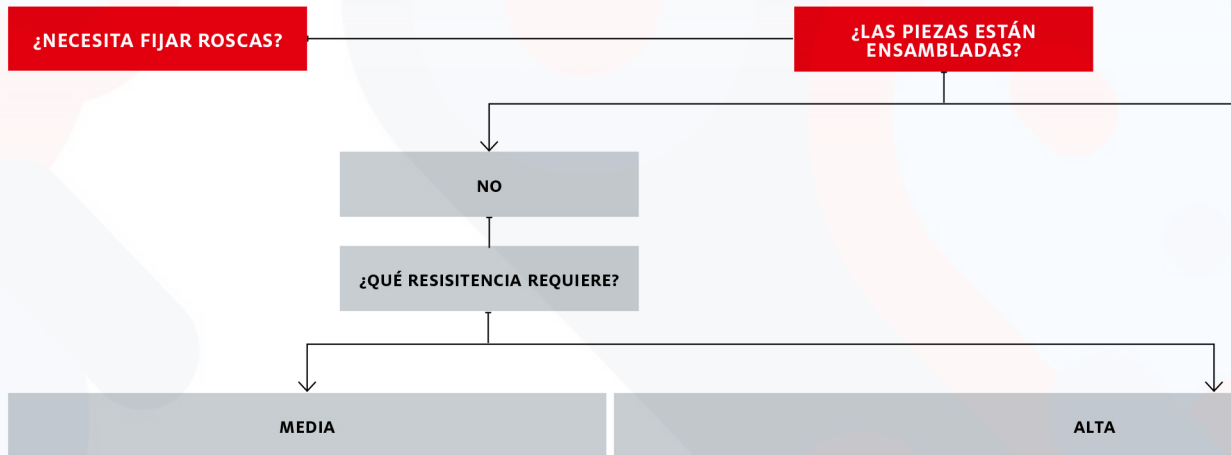 ¿NECESITA FIJAR ROSCAS?
¿LAS PIEZAS ESTÁN
ENSAMBLADAS?
NO
¿QUÉ RESISITENCIA REQUIERE?
MEDIA
ALTA